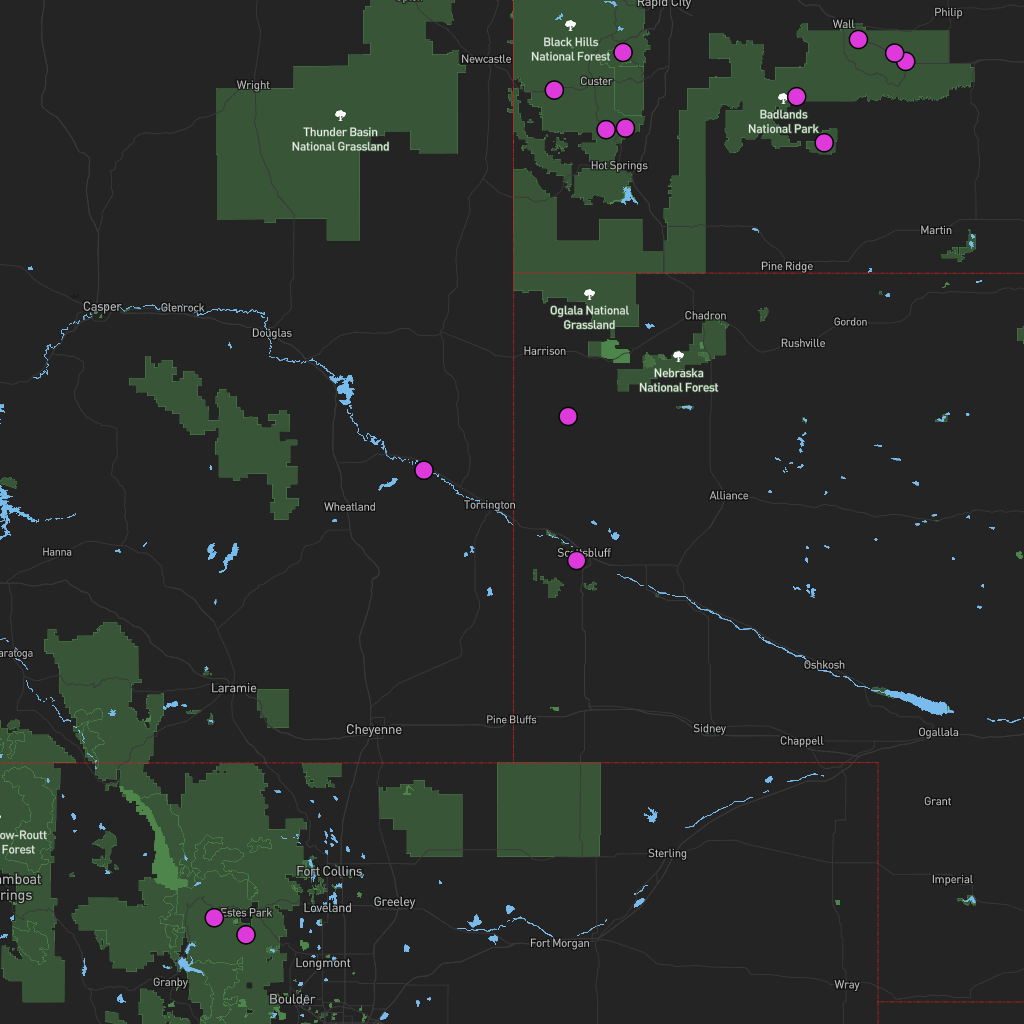 Rapid City
Philip
Wall
Black Hills
National Forest
Newcastle
Custer
Wright
Badlands
National Park
Thunder Basin
National Grassland
Hot Springs
Martin
Pine Ridge
Casper
Glenrock
Oglala National
Grassland
Chadron
Gordon
Douglas
Rushville
Harrison
Nebraska
National Forest
Alliance
Wheatland
Torrington
Hanna
Oshkosh
Laramie
Cheyenne
Pine Bluffs
Sidney
Chappell
Ogallala
Grant
Forest
Sterling
Fort Collins
Imperial
Greeley
Loveland
Estes Park
Fort Morgan
Longmont
Granby
Wray
Boulder